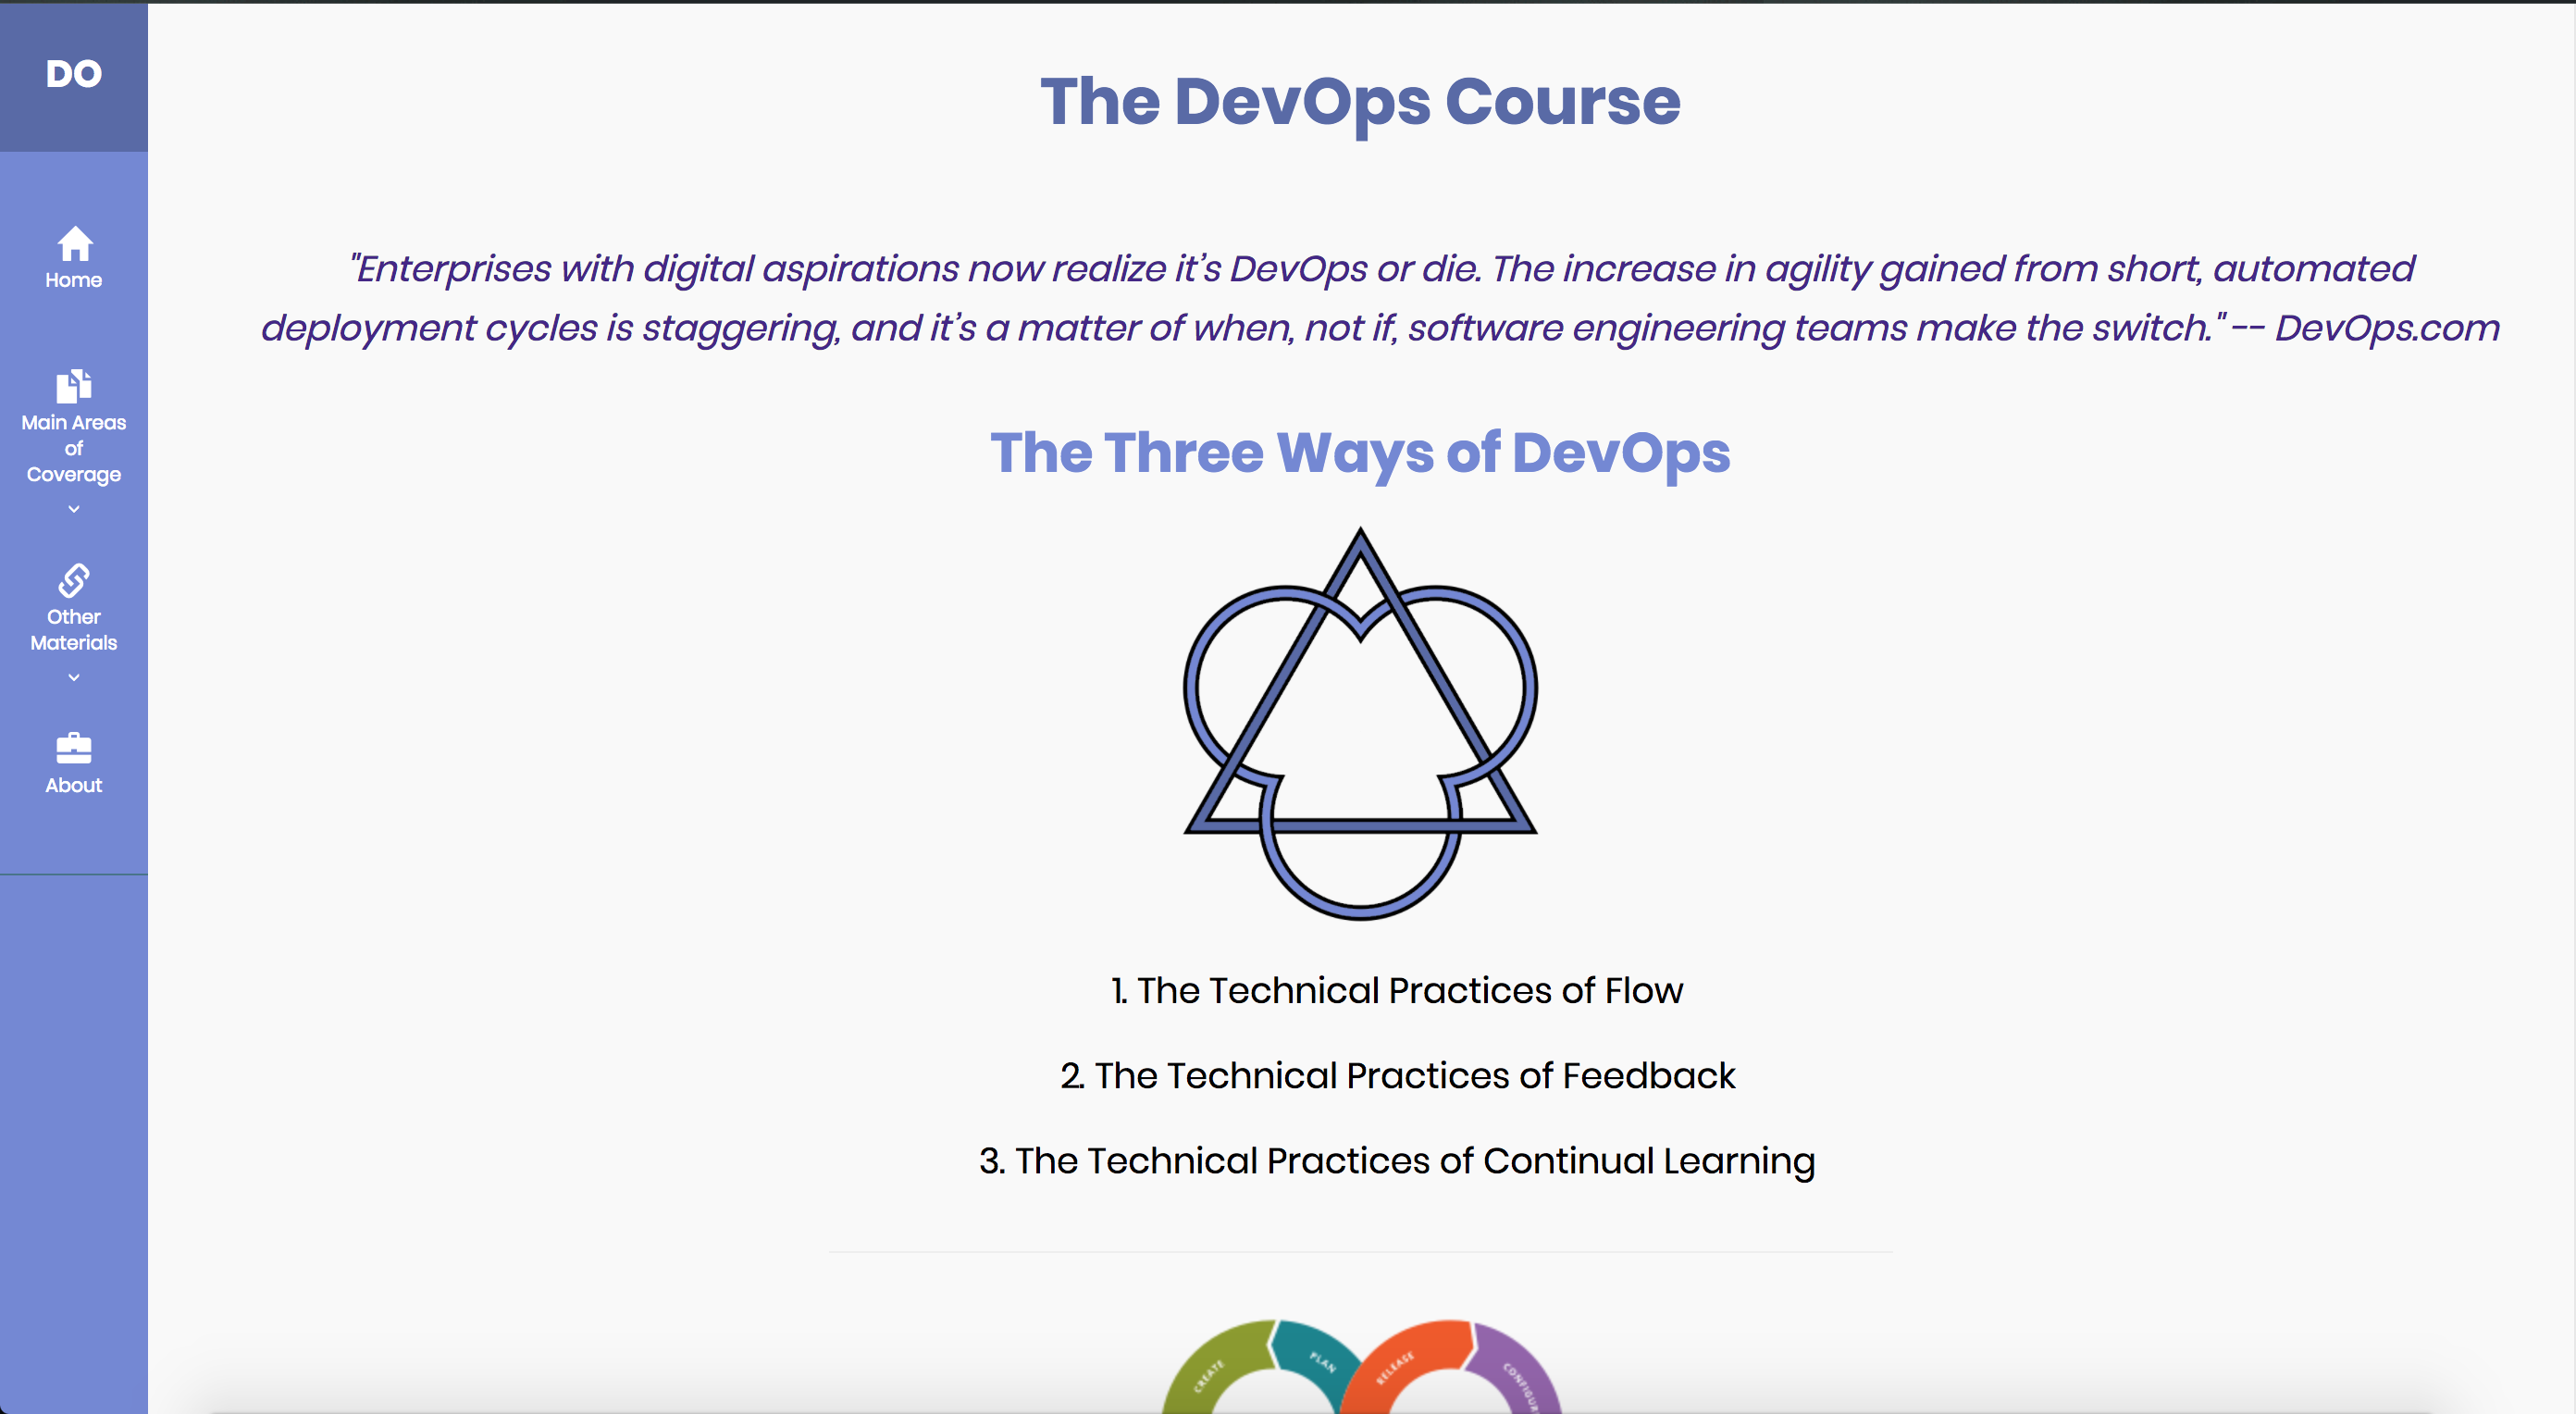 DO
Home
Main Areas
of
Coverage
Other
Materials
About
The DevOps Course
"Enterprises with digital aspirations now realize it’s DevOps or die. The increase in agility gained from short, automated
deployment cycles is staggering, and it’s a matter of when, not if, software engineering teams make the switch." -- DevOps.com
The Three Ways of DevOps
1. The Technical Practices of Flow
2. The Technical Practices of Feedback
3. The Technical Practices of Continual Learning
CREATE
PLAN
RELEASE